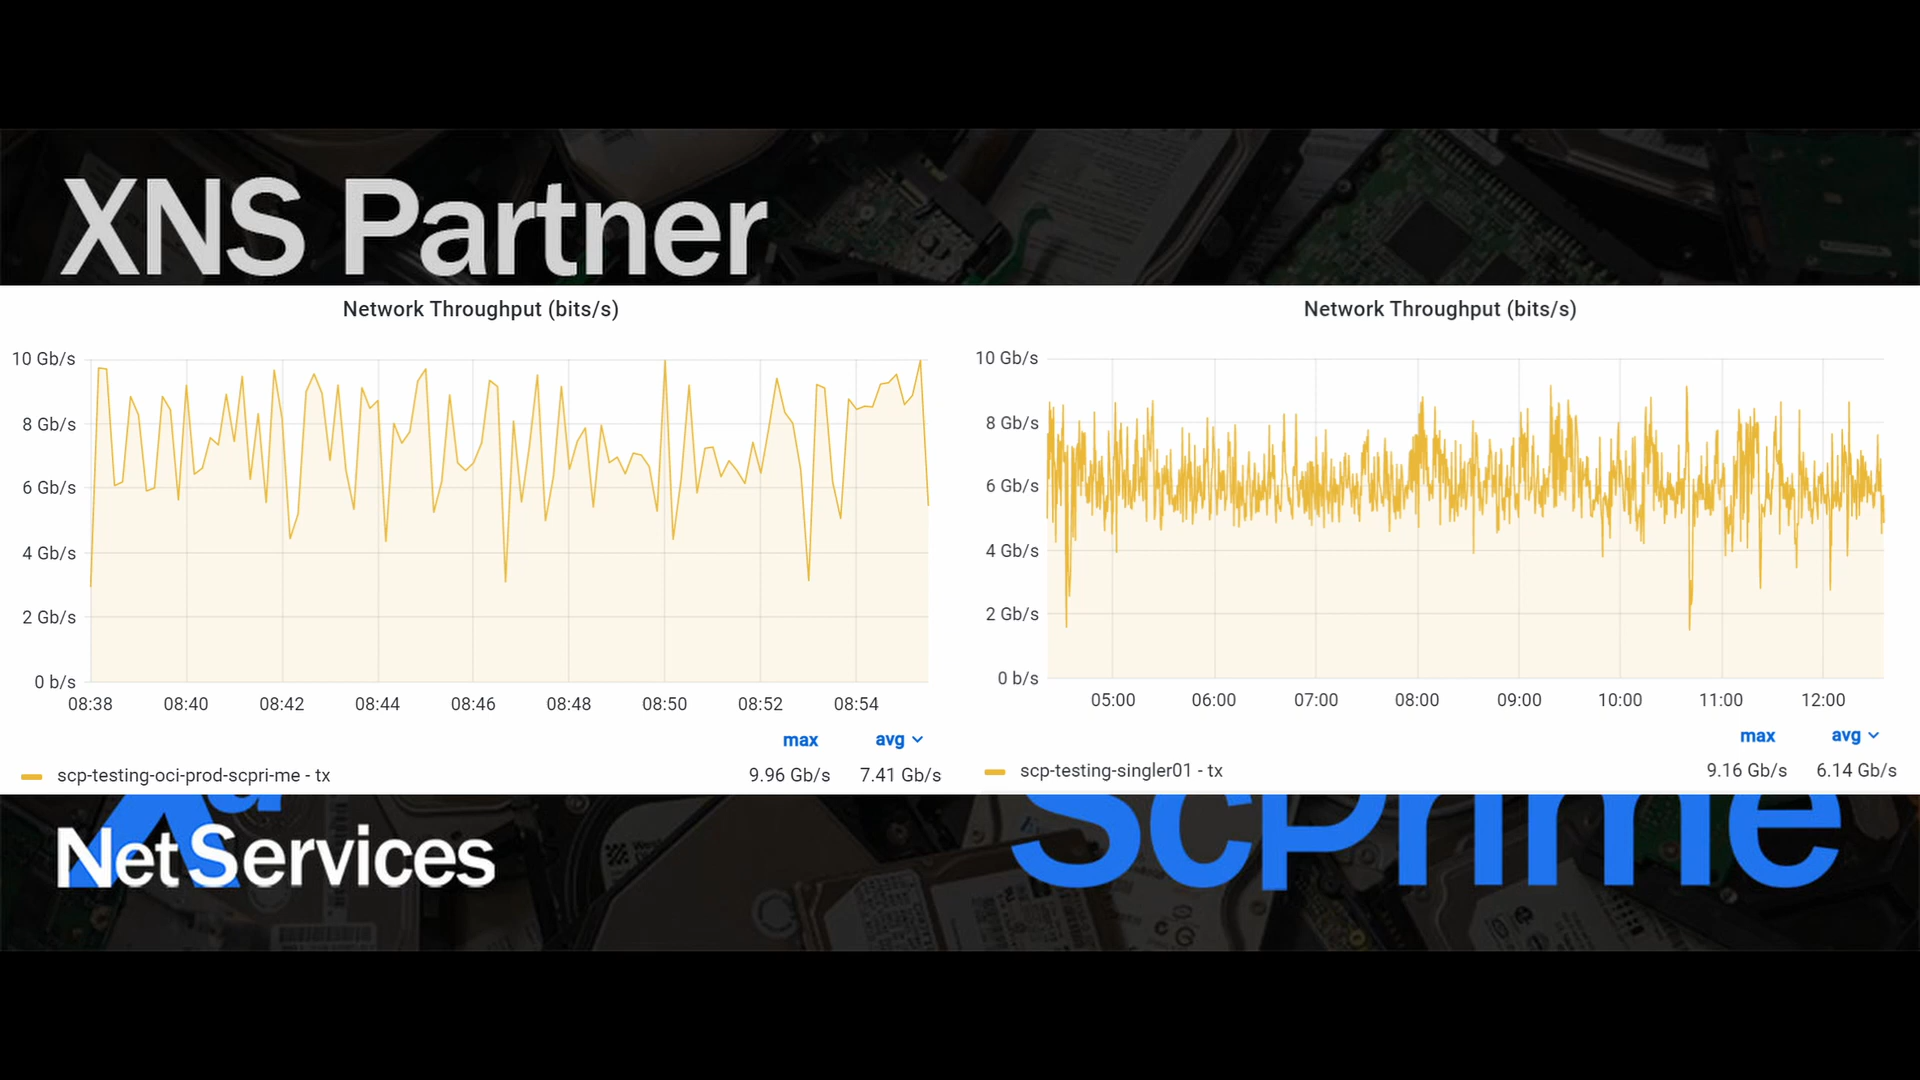 XNS Partner
Network Throughput (bits/s)
10 Gb/s
8 Gb/s
6 Gb/s
4 Gb/s
2 Gb/s
0 b/s
08:38 08:40 08:42 08:44 08:46 08:48 08:50 08:52 08:54
max avg
scp-testing-oci-prod-scpri-me - tx 9.96 Gb/s 7.41 Gb/s
Network Throughput (bits/s)
10 Gb/s
8 Gb/s
6 Gb/s
4 Gb/s
2 Gb/s
0 b/s
05:00 06:00 07:00 08:00 09:00 10:00 11:00 12:00
max avg
scp-testing-singler01 - tx 9.16 Gb/s 6.14 Gb/s
NetServices
ScPrime